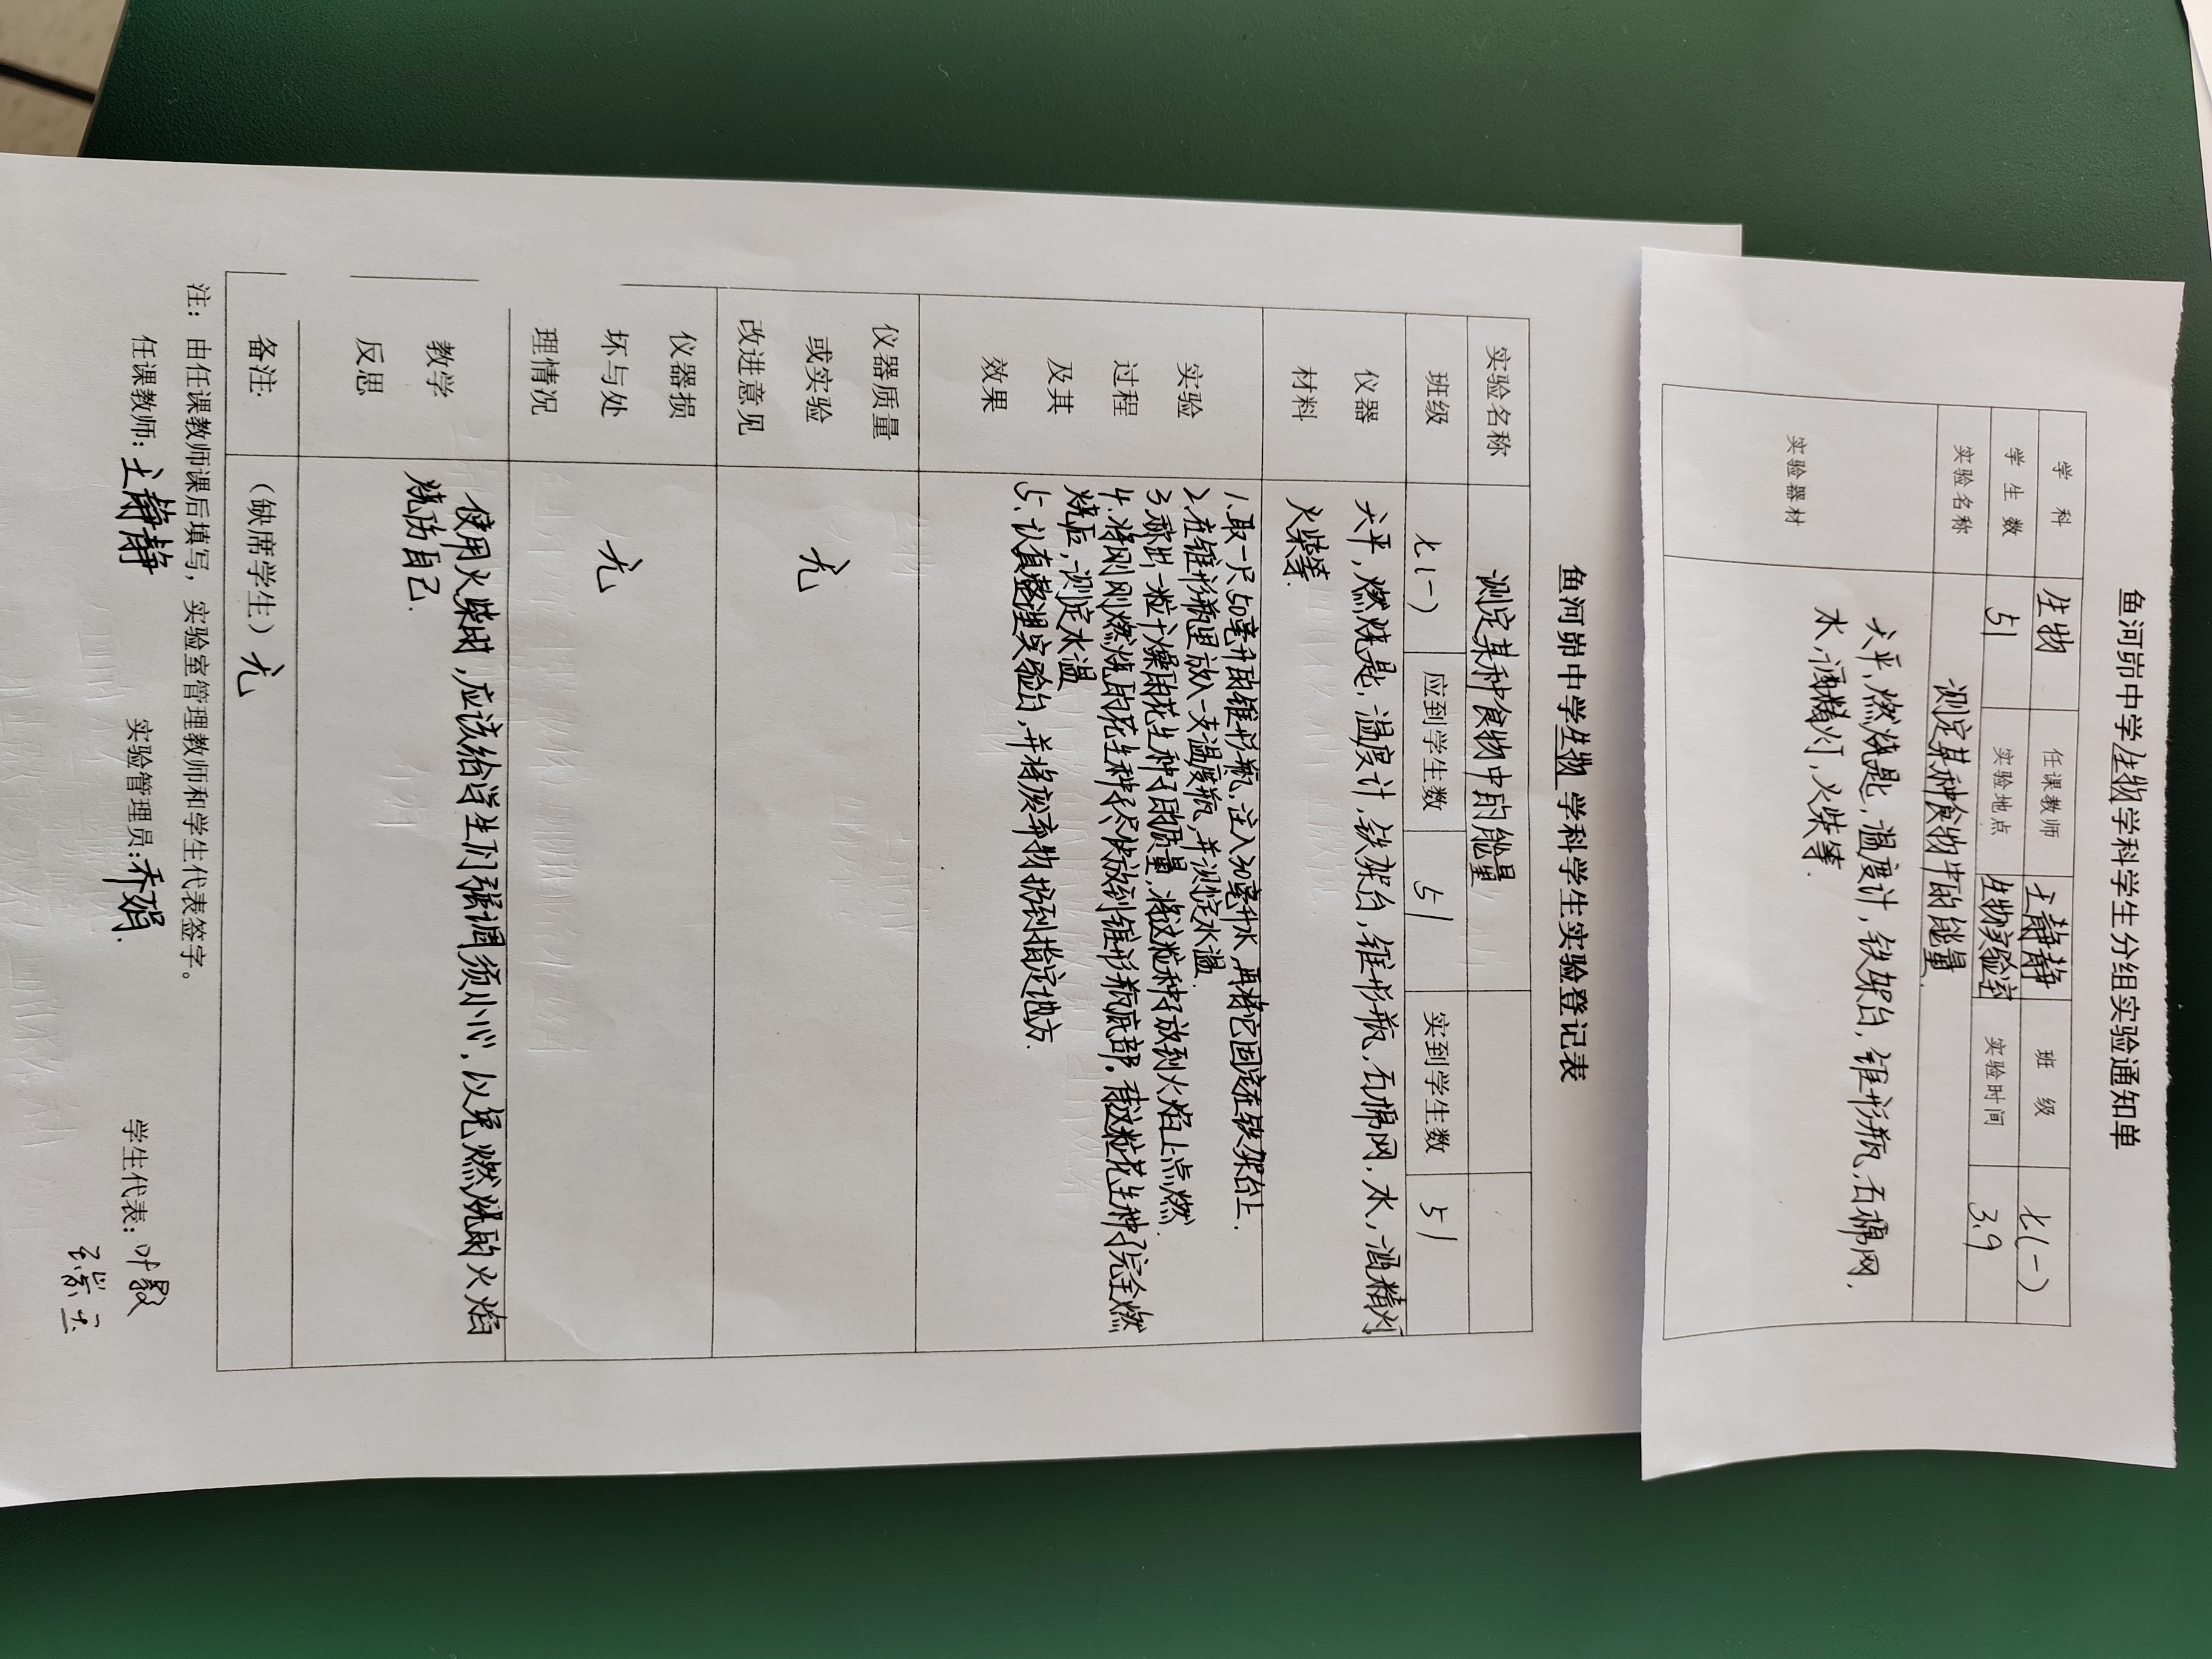 鱼河峁中学生物学科学生分组实验通知单
学 科 生物 任课教师 王静静 班 级 七(一)
学 生 数 51 实验地点 生物实验室 实验时间 3.9
实验名称 测定某种食物中的能量
实验器材 天平,燃烧匙,温度计,铁架台,锥形瓶,石棉网,
水,酒精灯,火柴等.
鱼河峁中学生物 学科学生实验登记表
实验名称 测定某种食物中的能量
班级 七(一) 应到学生数 51 实到学生数 51
仪器
材料
天平,燃烧匙,温度计,铁架台,锥形瓶,石棉网,水,酒精灯
火柴等.
实验
过程
及其
效果
1.取一只50毫升的锥形瓶,注入30毫升水,再将它固定在铁架台上.
2.在锥形瓶里放入一支温度瓶,并测定水温.
3称出一粒干燥的花生种子的质量,将这粒种子放到火焰上点燃.
4.将刚刚燃烧的花生种子尽快放到锥形瓶底部.待这粒花生种子完全燃
烧后,测定水温
5.认真整理实验台,并将废弃物扔到指定地方.
仪器质量
或实验
改进意见
无
仪器损
坏与处
理情况
无
教学
反思
使用火柴时,应该给学生们强调须小心,以免燃烧的火焰
烧伤自己.
备注: (缺席学生)无
注: 由任课教师课后填写,实验室管理教师和学生代表签字。
任课教师:王静静 实验管理员:乔娟. 学生代表:叶